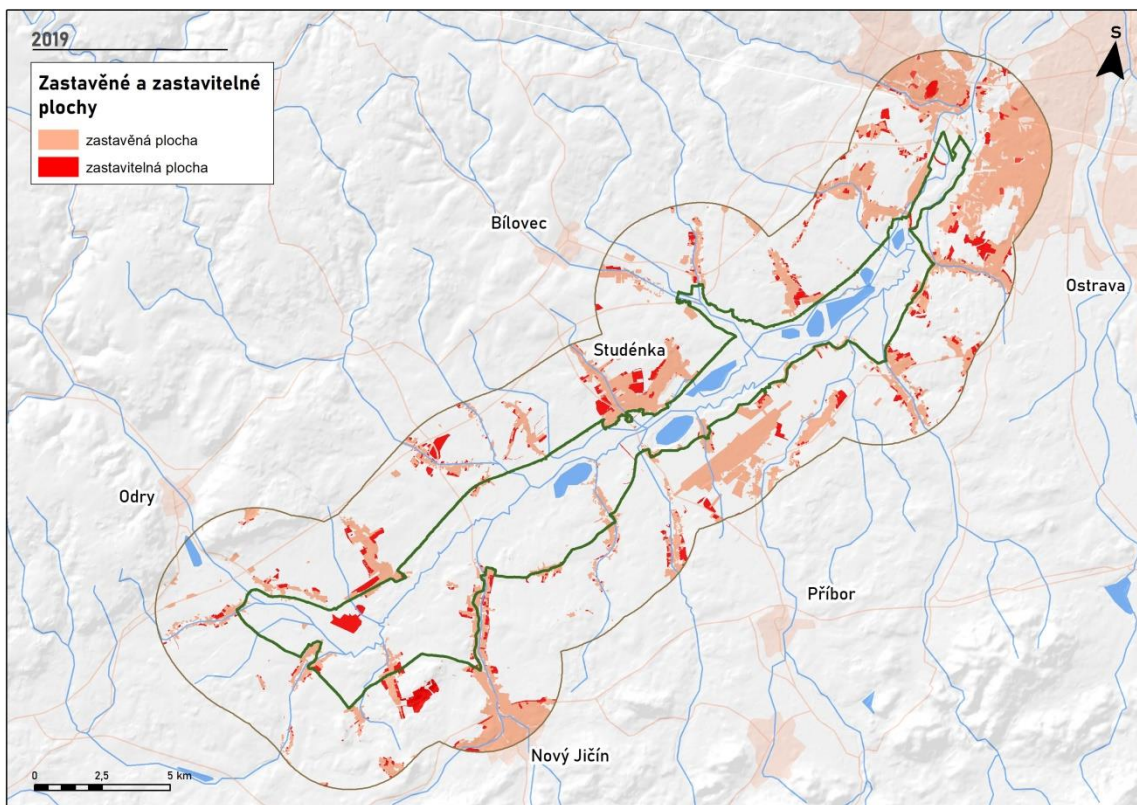 2019
Zastavěné a zastavitelné
plochy
zastavěná plocha
zastavitelná plocha
S
Bílovec
Ostrava
Studénka
Odry
Příbor
Nový Jičín
0 2,5 5 km